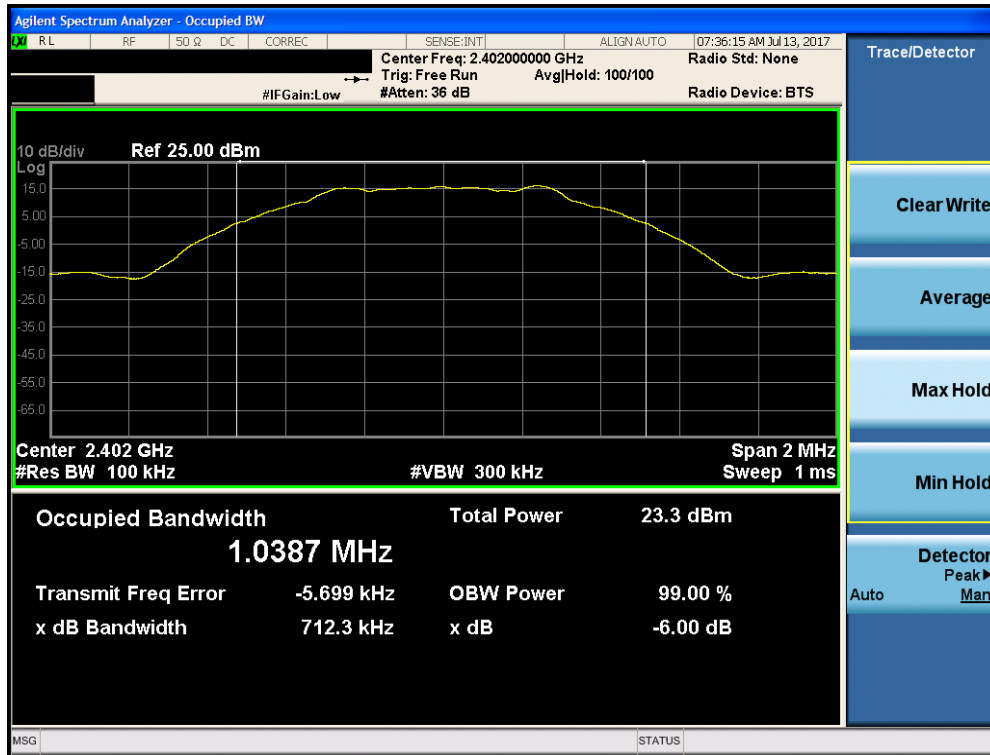 Agilent Spectrum Analyzer - Occupied BW
LXI RL RF 50 Ω DC CORREC SENSE:INT ALIGN AUTO 07:36:15 AM Jul 13, 2017
Center Freq: 2.402000000 GHz Radio Std: None
Trig: Free Run Avg|Hold: 100/100
#IFGain:Low #Atten: 36 dB Radio Device: BTS
10 dB/div Ref 25.00 dBm
Log
15.0
5.00
-5.00
-15.0
-25.0
-35.0
-45.0
-55.0
-65.0
Center 2.402 GHz Span 2 MHz
#Res BW 100 kHz #VBW 300 kHz Sweep 1 ms
Occupied Bandwidth Total Power 23.3 dBm
1.0387 MHz
Transmit Freq Error -5.699 kHz OBW Power 99.00 %
x dB Bandwidth 712.3 kHz x dB -6.00 dB
MSG STATUS
Trace/Detector
Clear Write
Average
Max Hold
Min Hold
Detector
Peak▶
Auto Man